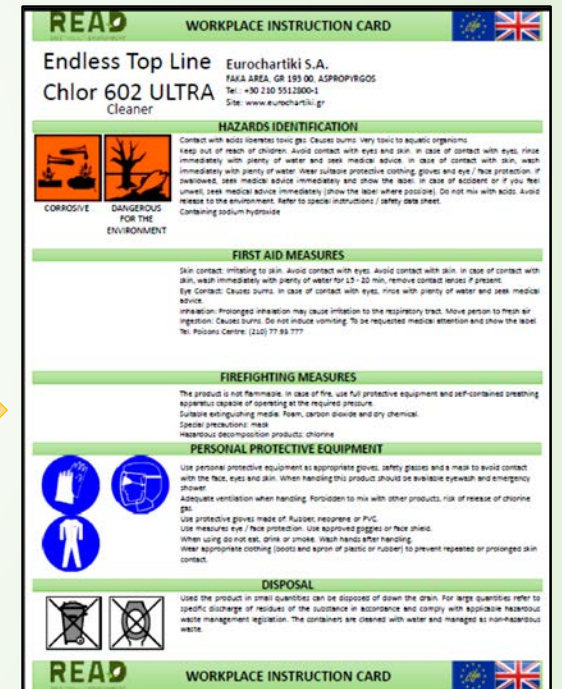 READ
WORKPLACE INSTRUCTION CARD
Endless Top Line
Chlor 602 ULTRA
Cleaner
Eurochartiki S.A.
FAKA AREA, GR 193 00, ASPROPYRGOS
Tel.: +30 210 5512800-1
Site: www.eurochartiki.gr
HAZARDS IDENTIFICATION
CORROSIVE
DANGEROUS
FOR THE
ENVIRONMENT
Contact with acids liberates toxic gas. Causes burns. Very toxic to aquatic organisms.
Keep out of reach of children. Avoid contact with eyes and skin. In case of contact with eyes, rinse
immediately with plenty of water and seek medical advice. In case of contact with skin, wash
immediately with plenty of water. Wear suitable protective clothing, gloves and eye / face protection. If
swallowed, seek medical advice immediately and show the label. In case of accident or if you feel
unwell, seek medical advice immediately (show the label where possible). Do not mix with acids. Avoid
release to the environment. Refer to special instructions / safety data sheet.
Containing sodium hydroxide
FIRST AID MEASURES
Skin contact: Irritating to skin. Avoid contact with eyes. Avoid contact with skin. In case of contact with
skin, wash immediately with plenty of water for 15 - 20 min, remove contact lenses if present.
Eye Contact: Causes burns. In case of contact with eyes, rinse with plenty of water and seek medical
advice.
Inhalation: Prolonged inhalation may cause irritation to the respiratory tract. Move person to fresh air
Ingestion: Causes burns. Do not induce vomiting. To be requested medical attention and show the label.
Tel. Poisons Centre: (210) 77.93.777
FIREFIGHTING MEASURES
The product is not flammable. In case of fire, use full protective equipment and self-contained breathing
apparatus capable of operating at the required pressure.
Suitable extinguishing media: Foam, carbon dioxide and dry chemical.
Special precautions: mask
Hazardous decomposition products: chlorine
PERSONAL PROTECTIVE EQUIPMENT
Use personal protective equipment as appropriate gloves, safety glasses and a mask to avoid contact
with the face, eyes and skin. When handling this product should be available eyewash and emergency
shower.
Adequate ventilation when handling. Forbidden to mix with other products, risk of release of chlorine
gas.
Use protective gloves made of: Rubber, neoprene or PVC.
Use measures eye / face protection. Use approved goggles or face shield.
When using do not eat, drink or smoke. Wash hands after handling.
Wear appropriate clothing (boots and apron of plastic or rubber) to prevent repeated or prolonged skin
contact.
DISPOSAL
Used the product in small quantities can be disposed of down the drain. For large quantities refer to
specific discharge of residues of the substance in accordance and comply with applicable hazardous
waste management legislation. The containers are cleaned with water and managed as non-hazardous
waste.
READ
WORKPLACE INSTRUCTION CARD